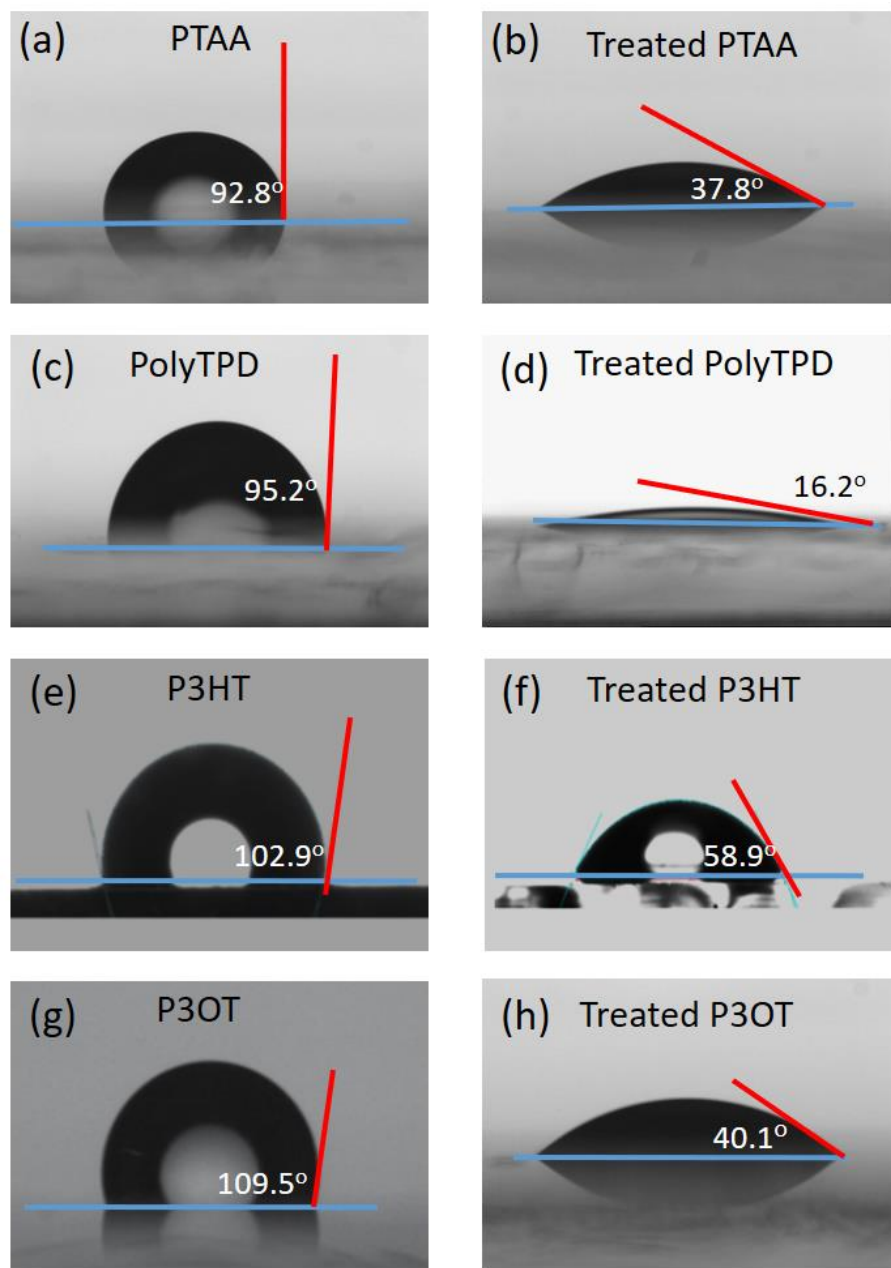 (a) PTAA
92.8°
(b) Treated PTAA
37.8°
(c) PolyTPD
95.2°
(d) Treated PolyTPD
16.2°
(e) P3HT
102.9°
(f) Treated P3HT
58.9°
(g) P3OT
109.5°
(h) Treated P3OT
40.1°